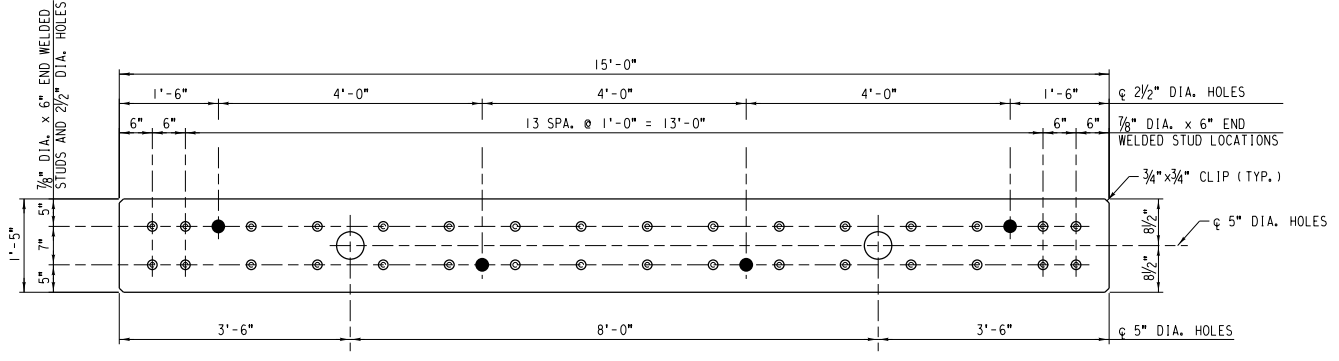 ⅞" DIA. x 6" END WELDED
STUDS AND 2½" DIA. HOLES
15'-0"
1'-6"
4'-0"
4'-0"
4'-0"
1'-6"
℄ 2½" DIA. HOLES
6"
6"
13 SPA. @ 1'-0" = 13'-0"
6"
6"
⅞" DIA. x 6" END
WELDED STUD LOCATIONS
¾"x¾" CLIP (TYP.)
1'-5"
5"
7"
5"
8½"
8½"
℄ 5" DIA. HOLES
3'-6"
8'-0"
3'-6"
℄ 5" DIA. HOLES